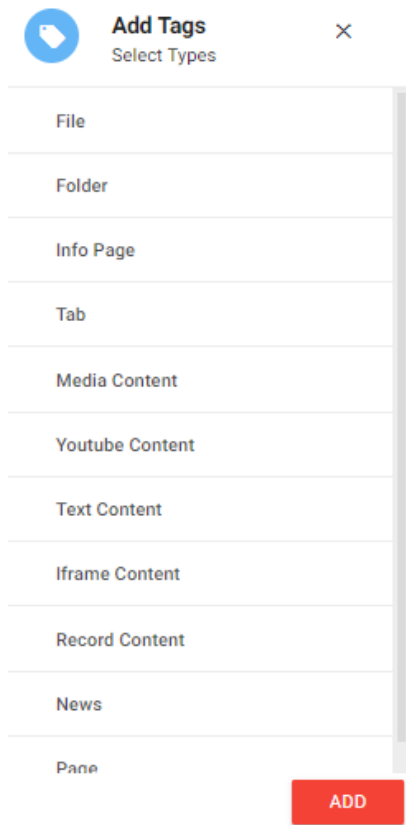 Add Tags
Select Types
File
Folder
Info Page
Tab
Media Content
Youtube Content
Text Content
Iframe Content
Record Content
News
Page
ADD